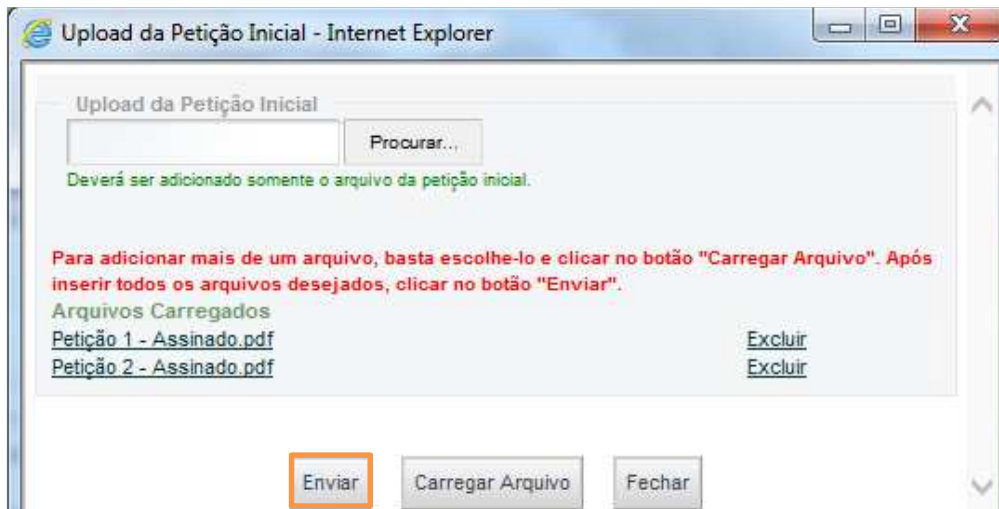 Upload da Petição Inicial - Internet Explorer
Upload da Petição Inicial
Procurar...
Deverá ser adicionado somente o arquivo da petição inicial.
Para adicionar mais de um arquivo, basta escolhe-lo e clicar no botão "Carregar Arquivo". Após
inserir todos os arquivos desejados, clicar no botão "Enviar".
Arquivos Carregados
Petição 1 - Assinado.pdf Excluir
Petição 2 - Assinado.pdf Excluir
Enviar Carregar Arquivo Fechar